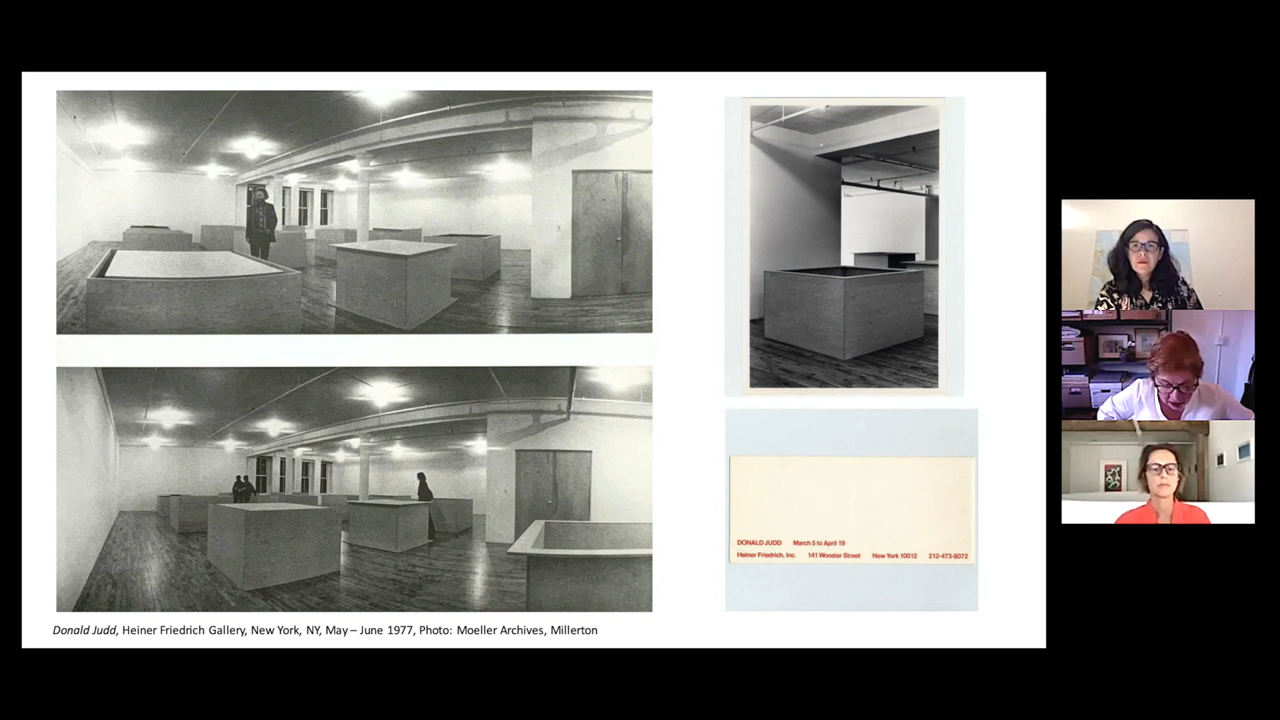 DONALD JUDD March 5 to April 19
Heiner Friedrich, Inc. 141 Wooster Street New York 10012 212-473-8072
Donald Judd, Heiner Friedrich Gallery, New York, NY, May – June 1977, Photo: Moeller Archives, Millerton